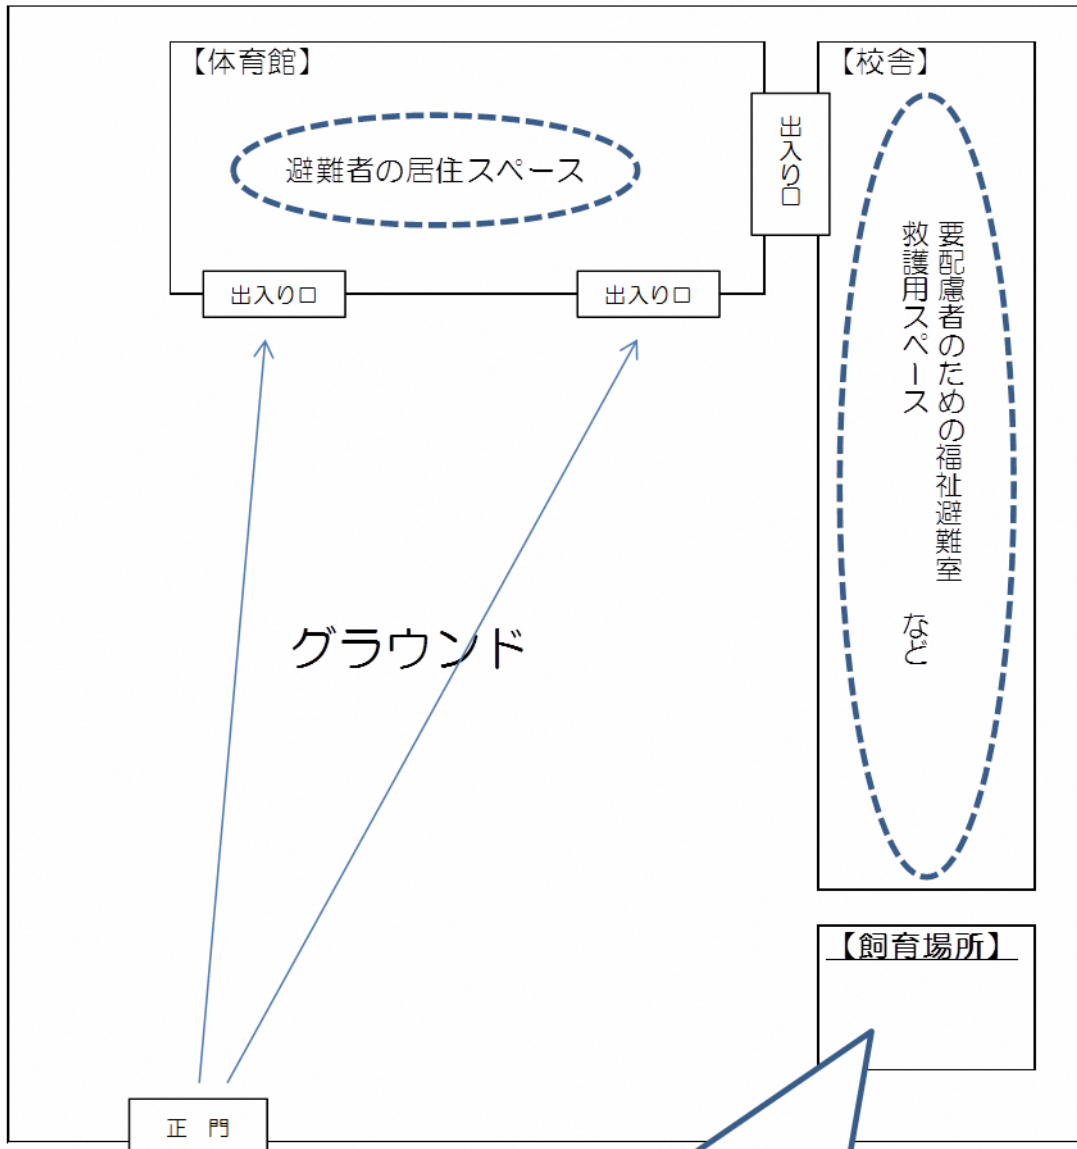 【体育館】
避難者の居住スペース
出入り口
出入り口
出入り口
【校舎】
要配慮者のための福祉避難室
救護用スペース　　など
グラウンド
【飼育場所】
正　門